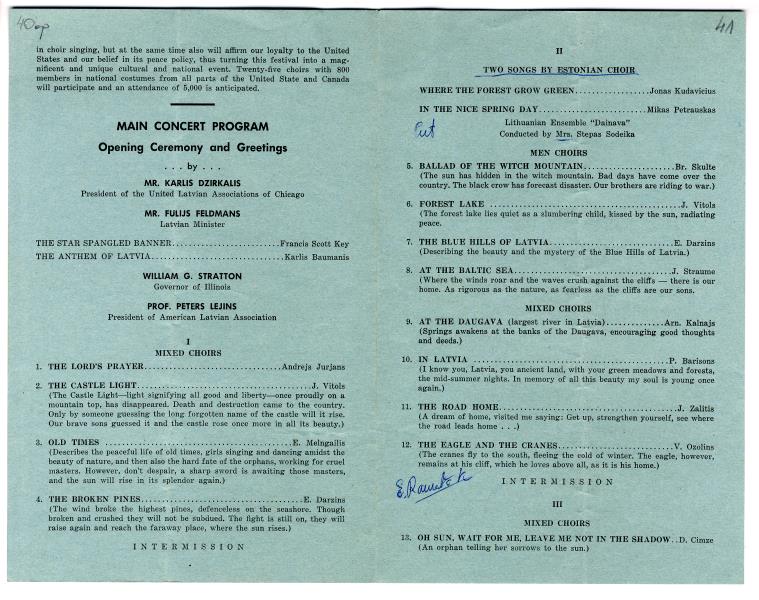 40
in choir singing, but at the same time also will affirm our loyalty to the United
States and our belief in its peace policy, thus turning this festival into a mag-
nificent and unique cultural and national event. Twenty-five choirs with 800
members in national costumes from all parts of the United State and Canada
will participate and an attendance of 5,000 is anticipated.
MAIN CONCERT PROGRAM
Opening Ceremony and Greetings
. . . by . . .
MR. KARLIS DZIRKALIS
President of the United Latvian Associations of Chicago
MR. FULIJS FELDMANS
Latvian Minister
THE STAR SPANGLED BANNER..........................Francis Scott Key
THE ANTHEM OF LATVIA..................................Karlis Baumanis
WILLIAM G. STRATTON
Governor of Illinois
PROF. PETERS LEJINS
President of American Latvian Association
I
MIXED CHOIRS
1. THE LORD'S PRAYER..................................Andrejs Jurjans
2. THE CASTLE LIGHT..........................................J. Vitols
(The Castle Light—light signifying all good and liberty—once proudly on a
mountain top, has disappeared. Death and destruction came to the country.
Only by someone guessing the long forgotten name of the castle will it rise.
Our brave sons guessed it and the castle rose once more in all its beauty.)
3. OLD TIMES ..............................................E. Melngailis
(Describes the peaceful life of old times, girls singing and dancing amidst the
beauty of nature, and then also the hard fate of the orphans, working for cruel
masters. However, don't despair, a sharp sword is awaiting those masters,
and the sun will rise in its splendor again.)
4. THE BROKEN PINES........................................E. Darzins
(The wind broke the highest pines, defenceless on the seashore. Though
broken and crushed they will not be subdued. The fight is still on, they will
raise again and reach the faraway place, where the sun rises.)
INTERMISSION
41
II
TWO SONGS BY ESTONIAN CHOIR
WHERE THE FOREST GROW GREEN..................Jonas Kudavicius
IN THE NICE SPRING DAY..........................Mikas Petrauskas
Cut
Lithuanian Ensemble "Dainava"
Conducted by Mrs. Stepas Sodeika
MEN CHOIRS
5. BALLAD OF THE WITCH MOUNTAIN......................Br. Skulte
(The sun has hidden in the witch mountain. Bad days have come over the
country. The black crow has forecast disaster. Our brothers are riding to war.)
6. FOREST LAKE ..............................................J. Vitols
(The forest lake lies quiet as a slumbering child, kissed by the sun, radiating
peace.
7. THE BLUE HILLS OF LATVIA..............................E. Darzins
(Describing the beauty and the mystery of the Blue Hills of Latvia.)
8. AT THE BALTIC SEA......................................J. Straume
(Where the winds roar and the waves crush against the cliffs — there is our
home. As rigorous as the nature, as fearless as the cliffs are our sons.
MIXED CHOIRS
9. AT THE DAUGAVA (largest river in Latvia)..............Arn. Kalnajs
(Springs awakens at the banks of the Daugava, encouraging good thoughts
and deeds.)
10. IN LATVIA ..............................................P. Barisons
(I know you, Latvia, you ancient land, with your green meadows and forests,
the mid-summer nights. In memory of all this beauty my soul is young once
again.)
11. THE ROAD HOME..........................................J. Zalitis
(A dream of home, visited me saying: Get up, strengthen yourself, see where
the road leads home . . .)
12. THE EAGLE AND THE CRANES............................V. Ozolins
(The cranes fly to the south, fleeing the cold of winter. The eagle, however,
remains at his cliff, which he loves above all, as it is his home.)
INTERMISSION
III
MIXED CHOIRS
13. OH SUN, WAIT FOR ME, LEAVE ME NOT IN THE SHADOW..D. Cimze
(An orphan telling her sorrows to the sun.)